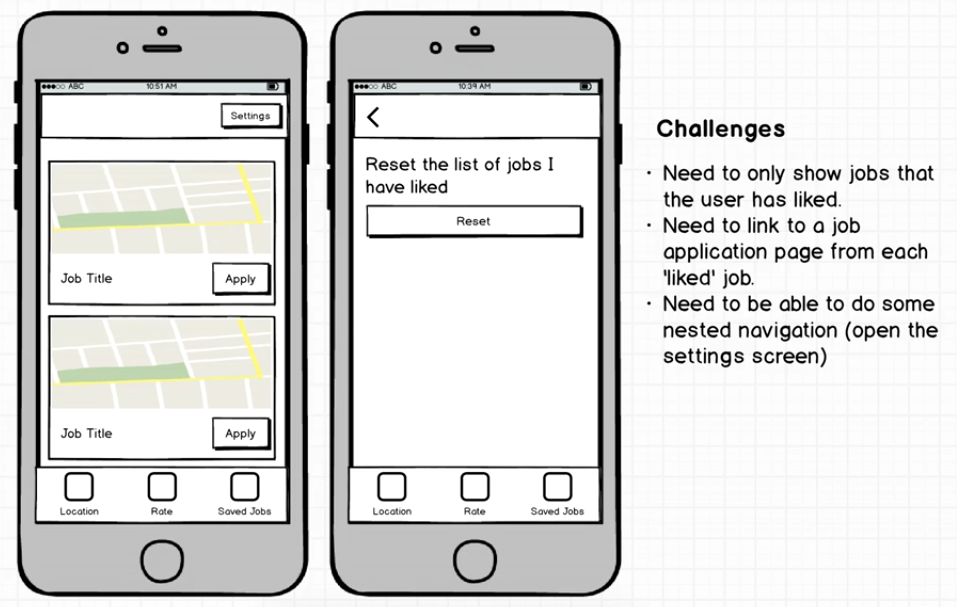 ●●●○○ ABC 10:51 AM
Settings
Job Title Apply
Job Title Apply
Location Rate Saved Jobs
●●●○○ ABC 10:39 AM
Reset the list of jobs I
have liked
Reset
Location Rate Saved Jobs
Challenges
· Need to only show jobs that
the user has liked.
· Need to link to a job
application page from each
'liked' job.
· Need to be able to do some
nested navigation (open the
settings screen)